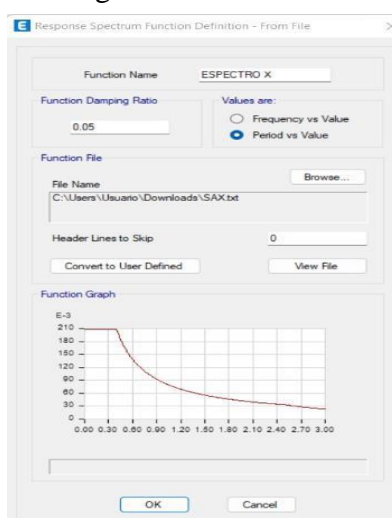 E Response Spectrum Function Definition - From File
Function Name ESPECTRO X
Function Damping Ratio
0.05
Values are:
Frequency vs Value
Period vs Value
Function File
Browse...
File Name
C:\Users\Usuario\Downloads\SAX.txt
Header Lines to Skip 0
Convert to User Defined View File
Function Graph
E-3
210
180
150
120
90
60
30
0
0.00 0.30 0.60 0.90 1.20 1.50 1.80 2.10 2.40 2.70 3.00
OK Cancel